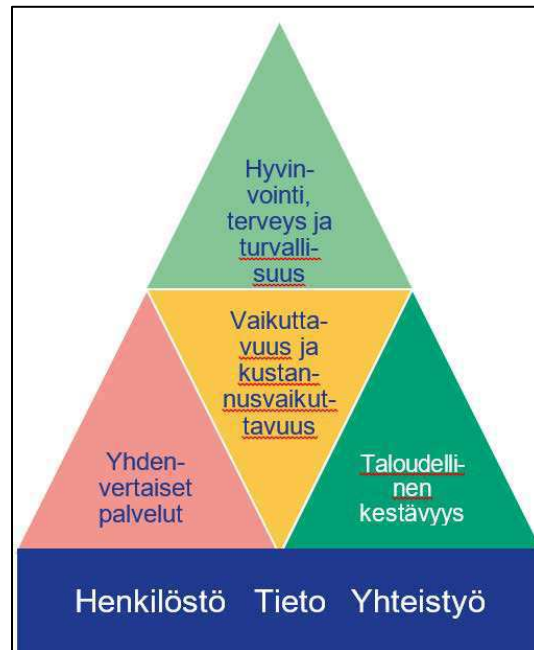 Hyvin-
vointi,
terveys ja
turvalli-
suus
Vaikutta-
vuus ja
kustan-
nusvaikut-
tavuus
Yhden-
vertaiset
palvelut
Taloudelli-
nen
kestävyys
Henkilöstö Tieto Yhteistyö